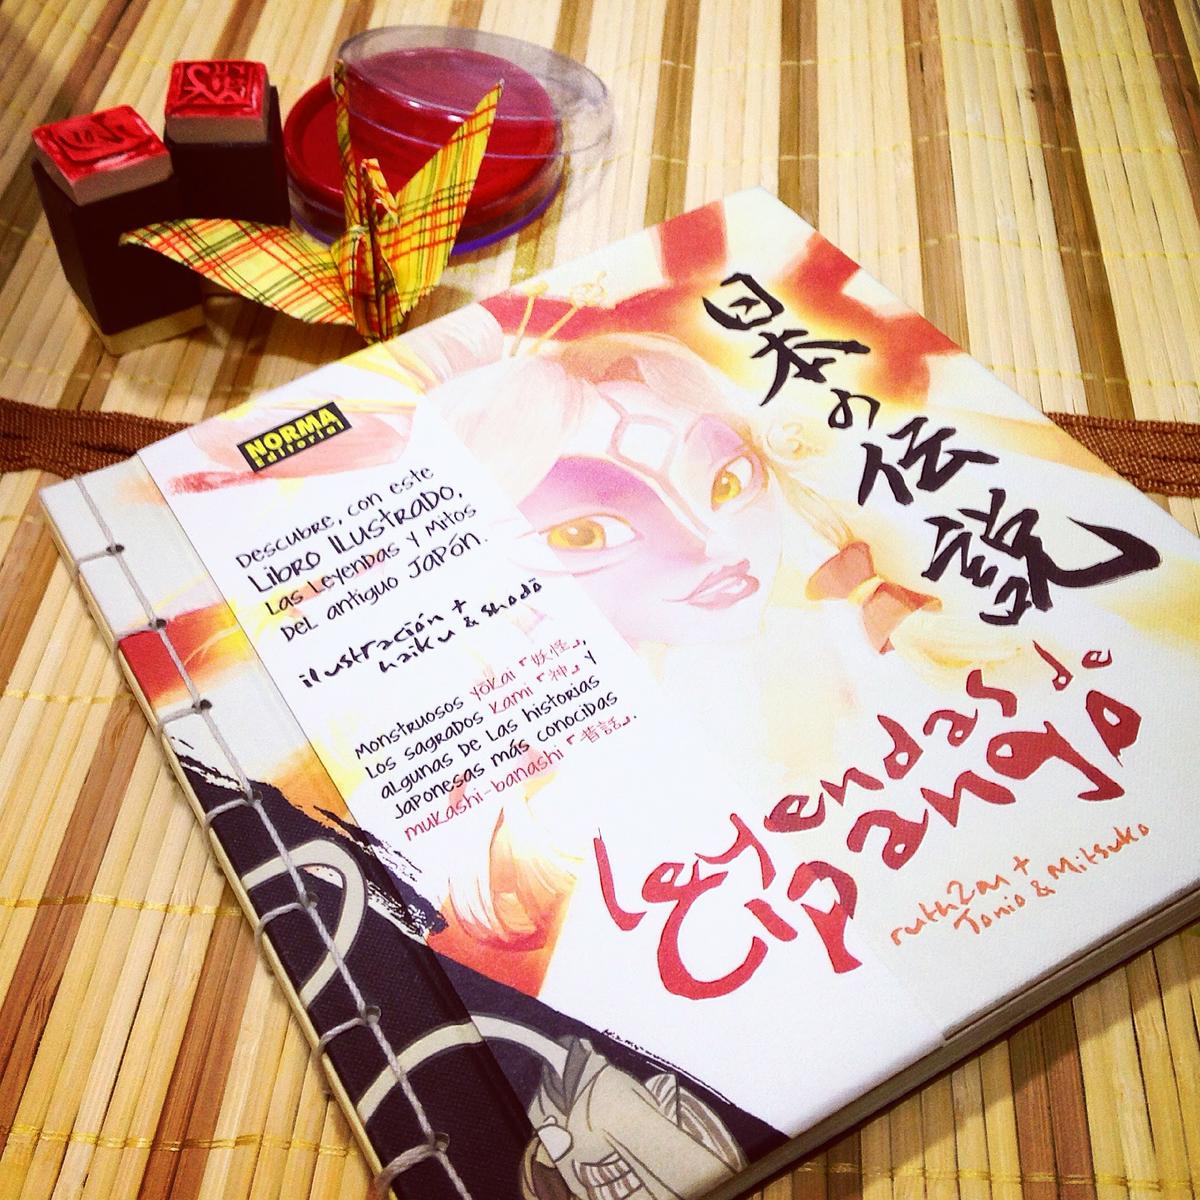 NORMA
Editorial
Descubre, con este
Libro Ilustrado,
Las Leyendas y Mitos
del antiguo Japón.
ilustración +
haiku & shodō
Monstruosos yōkai「妖怪」,
Los sagrados kami「神」y
algunas de las historias
japonesas más conocidas
mukashi-banashi「昔話」.
日本の伝説
Leyendas de
Cipango
ruth2m +
Tonio & Mitsuko